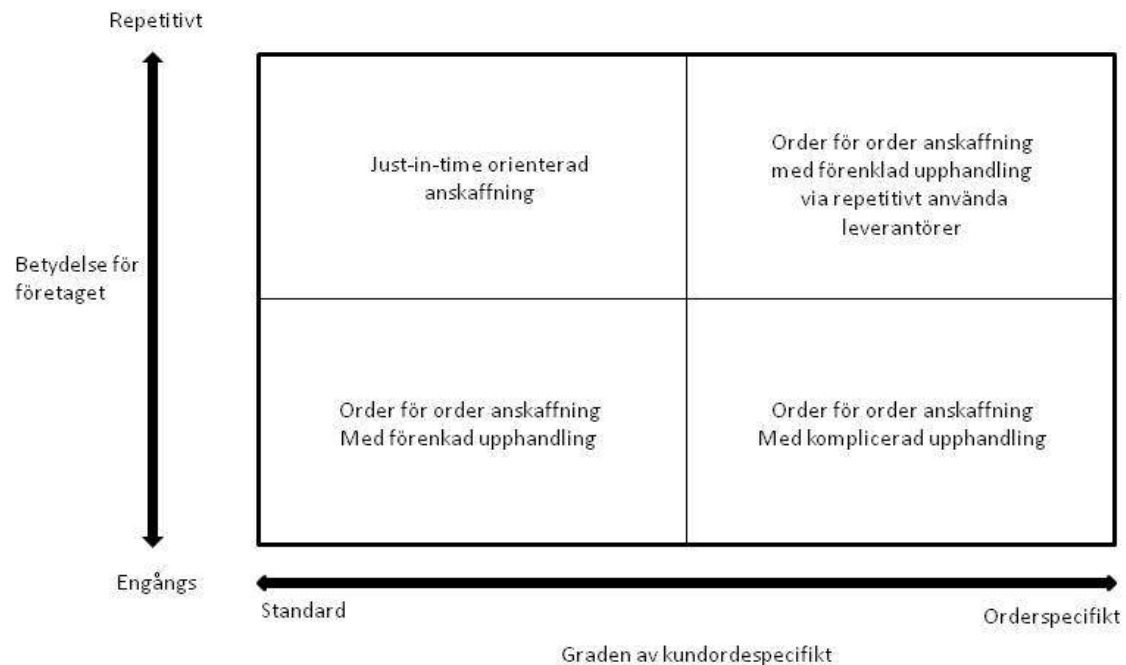 Repetitivt
Just-in-time orienterad
anskaffning
Order för order anskaffning
med förenklad upphandling
via repetitivt använda
leverantörer
Betydelse för
företaget
Order för order anskaffning
Med förenkad upphandling
Order för order anskaffning
Med komplicerad upphandling
Engångs
Standard
Orderspecifikt
Graden av kundordespecifikt